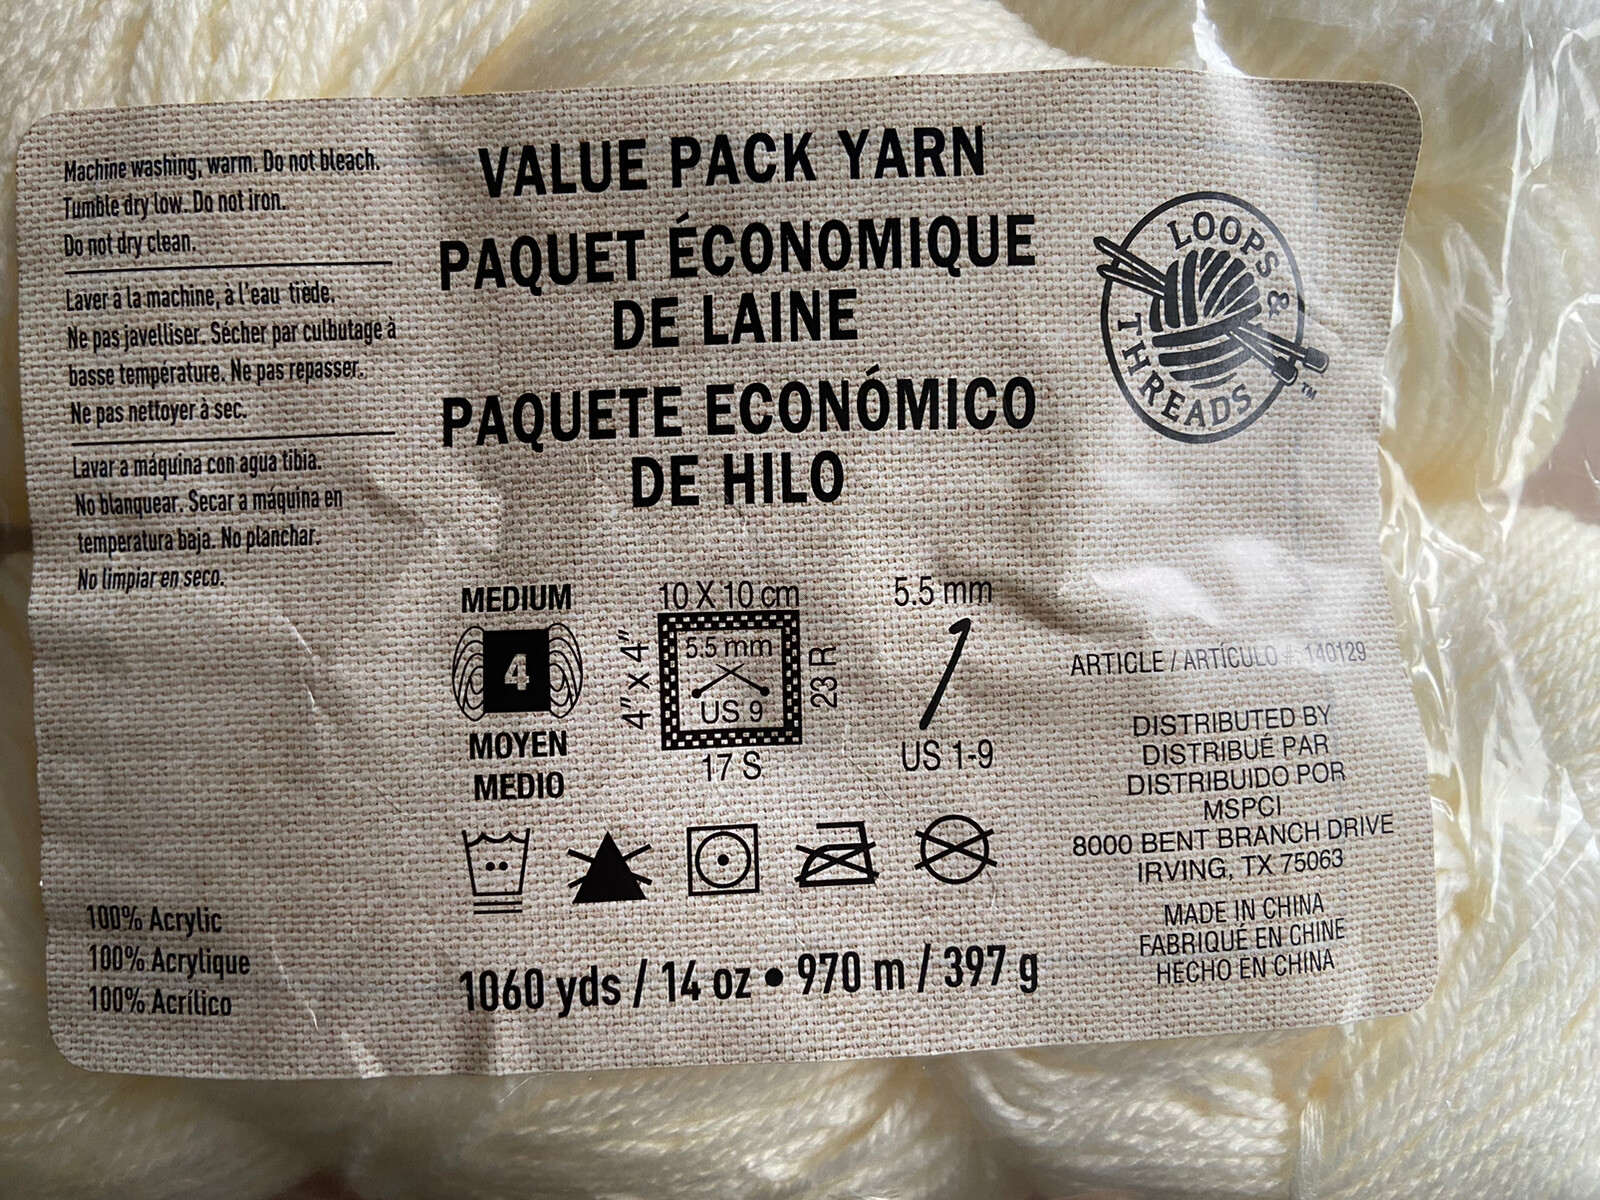 Machine washing, warm. Do not bleach.
Tumble dry low. Do not iron.
Do not dry clean.
Laver à la machine, à l'eau tiède.
Ne pas javelliser. Sécher par culbutage à
basse température. Ne pas repasser.
Ne pas nettoyer à sec.
Lavar a máquina con agua tibia.
No blanquear. Secar a máquina en
temperatura baja. No planchar.
No limpiar en seco.
100% Acrylic
100% Acrylique
100% Acrílico
VALUE PACK YARN
PAQUET ÉCONOMIQUE
DE LAINE
PAQUETE ECONÓMICO
DE HILO
MEDIUM
4
MOYEN
MEDIO
10 X 10 cm
4" x 4"
5.5 mm
US 9
23 R
17 S
5.5 mm
US 1-9
1060 yds / 14 oz • 970 m / 397 g
LOOPS &
THREADS™
ARTICLE / ARTÍCULO # 140129
DISTRIBUTED BY
DISTRIBUÉ PAR
DISTRIBUIDO POR
MSPCI
8000 BENT BRANCH DRIVE
IRVING, TX 75063
MADE IN CHINA
FABRIQUÉ EN CHINE
HECHO EN CHINA